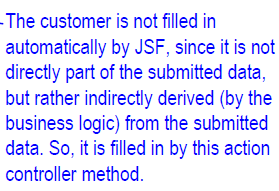 -The customer is not filled in
automatically by JSF, since it is not
directly part of the submitted data,
but rather indirectly derived (by the
business logic) from the submitted
data. So, it is filled in by this action
controller method.